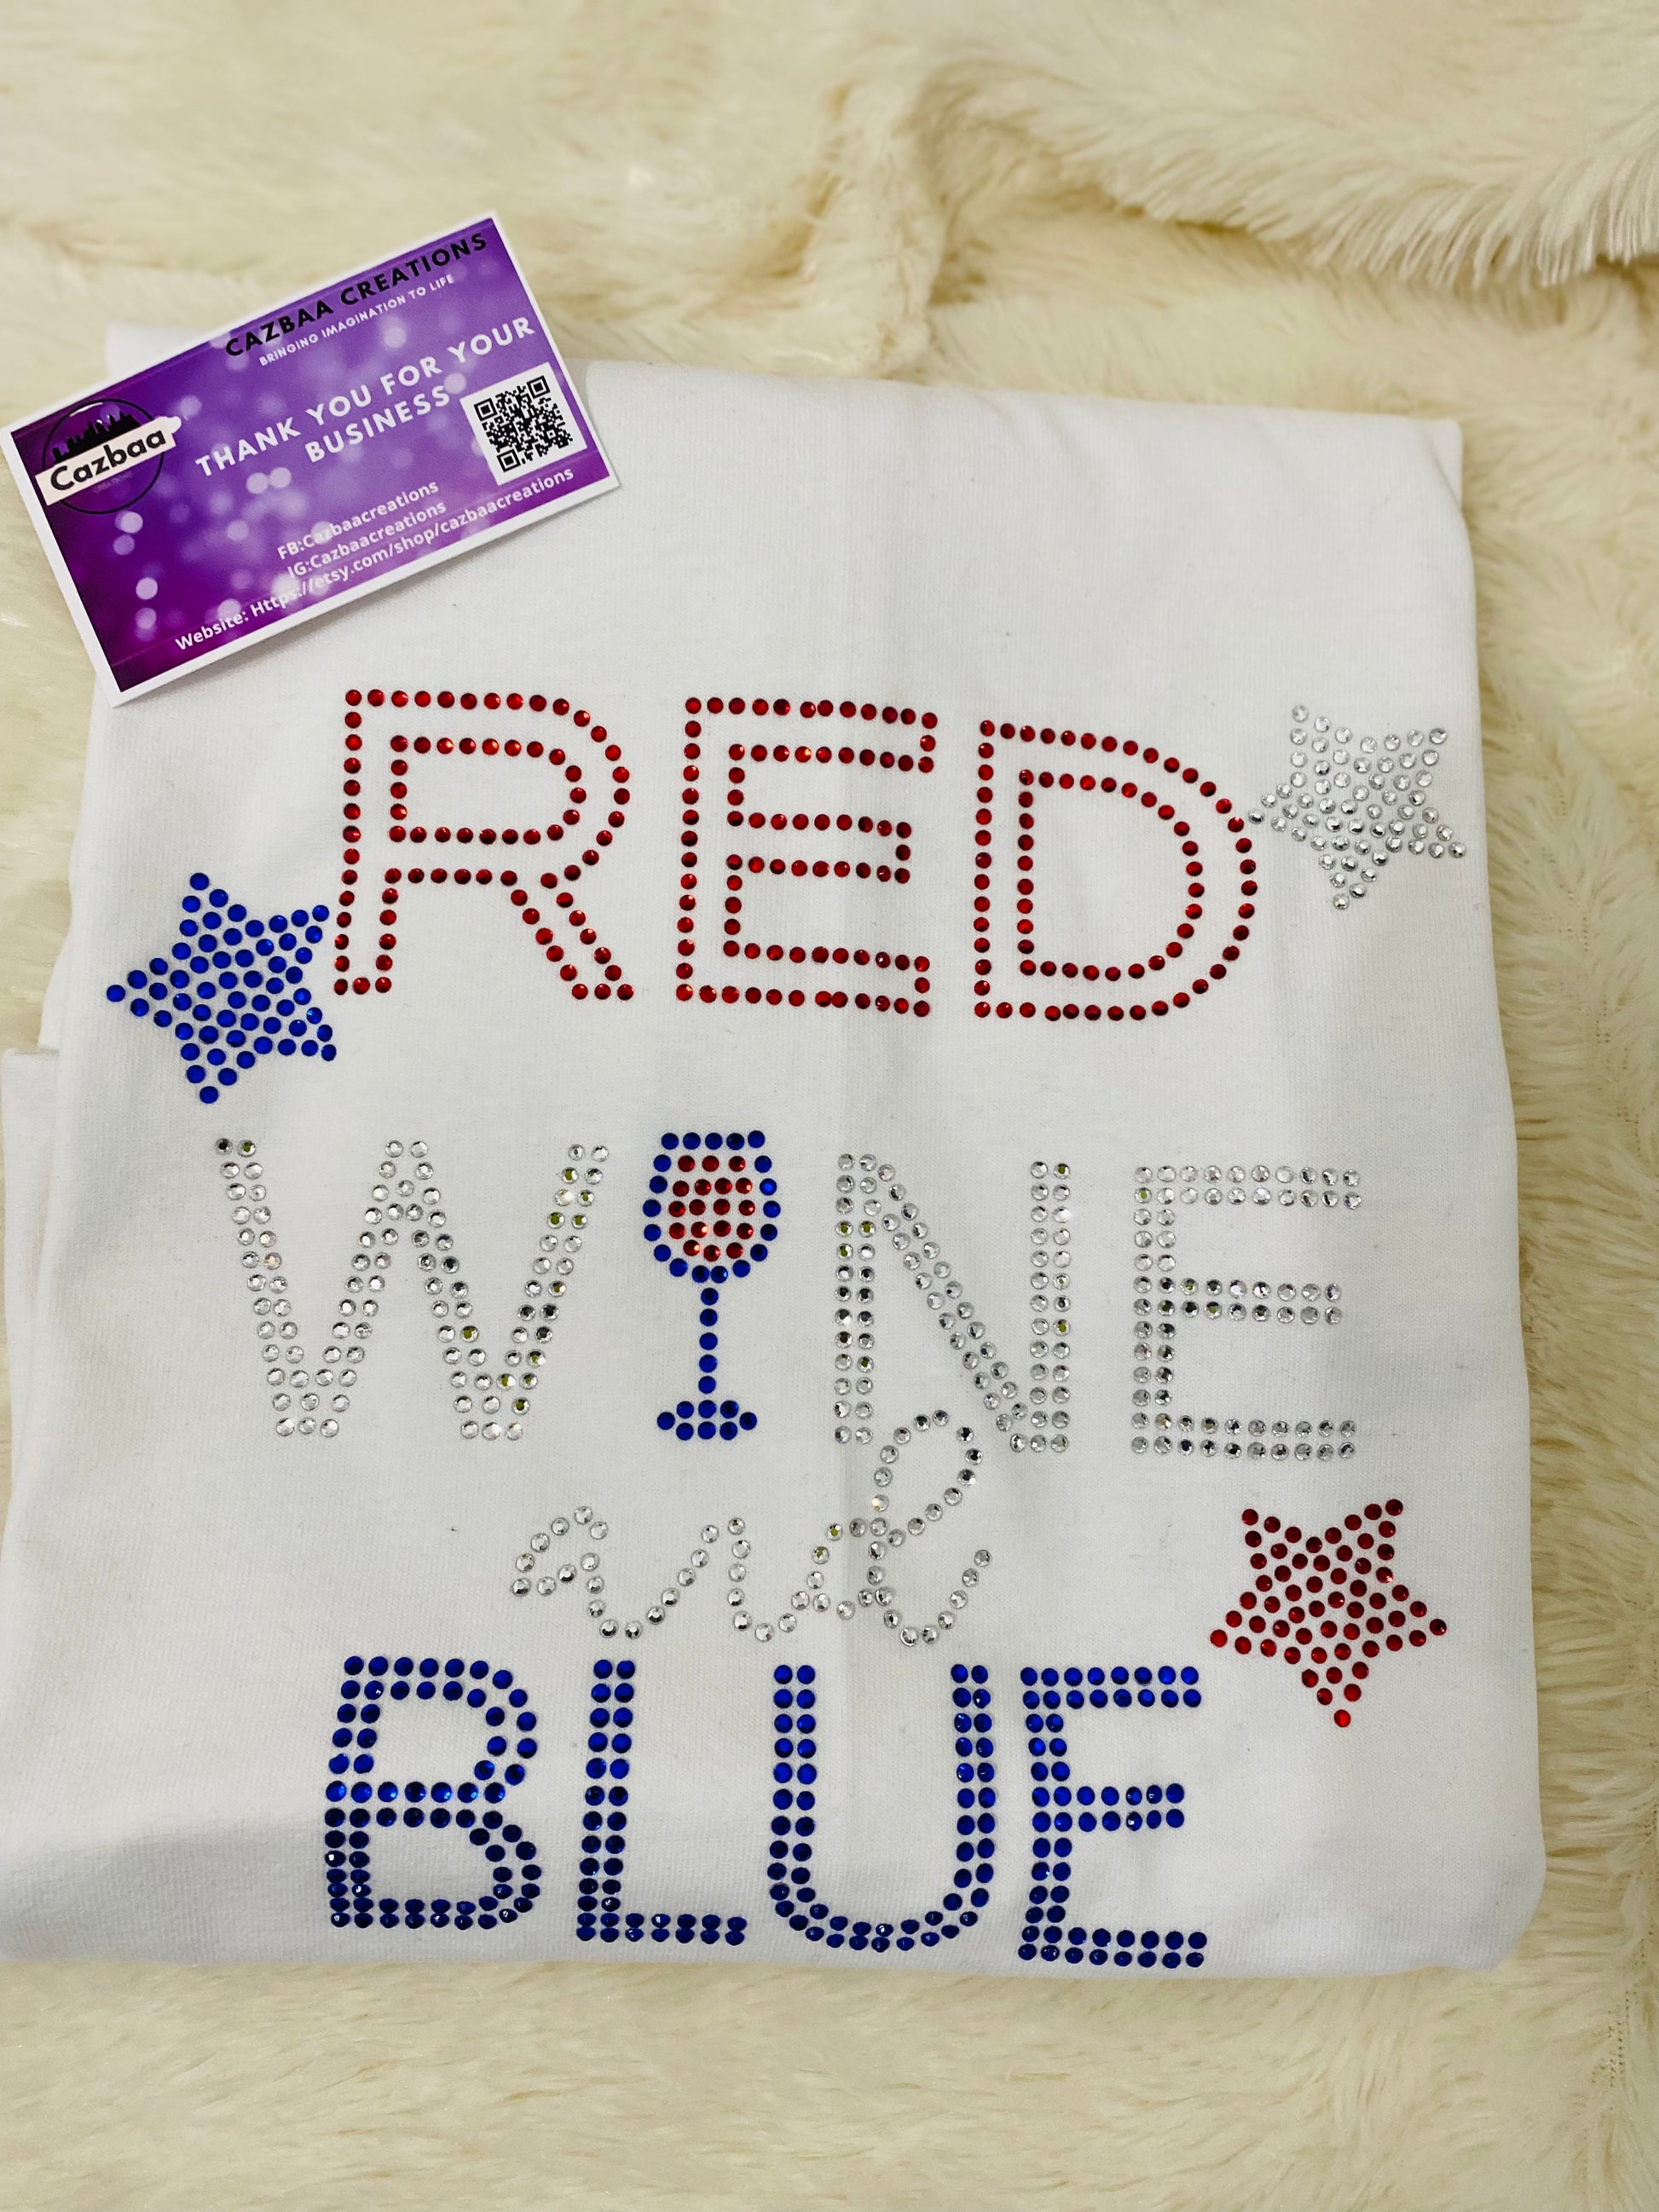 CAZBAA CREATIONS
BRINGING IMAGINATION TO LIFE
THANK YOU FOR YOUR
BUSINESS
Cazbaa
CREATIONS
FB:Cazbaacreations
IG:Cazbaacreations
Website: Https://etsy.com/shop/cazbaacreations
RED
WINE
and
BLUE